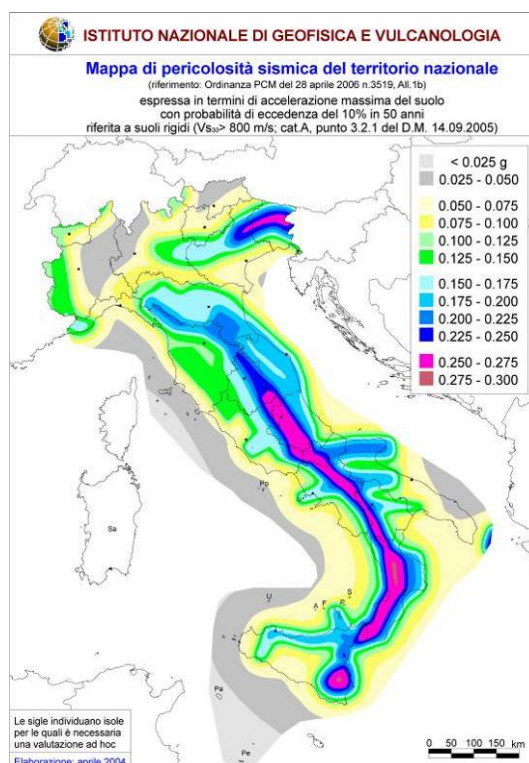 ISTITUTO NAZIONALE DI GEOFISICA E VULCANOLOGIA
Mappa di pericolosità sismica del territorio nazionale
(riferimento: Ordinanza PCM del 28 aprile 2006 n.3519, All.1b)
espressa in termini di accelerazione massima del suolo
con probabilità di eccedenza del 10% in 50 anni
riferita a suoli rigidi (Vs30> 800 m/s; cat.A, punto 3.2.1 del D.M. 14.09.2005)
< 0.025 g
0.025 - 0.050
0.050 - 0.075
0.075 - 0.100
0.100 - 0.125
0.125 - 0.150
0.150 - 0.175
0.175 - 0.200
0.200 - 0.225
0.225 - 0.250
0.250 - 0.275
0.275 - 0.300
Po
Sa
U
A
F
P
S
Pa
Pe
Le sigle individuano isole
per le quali è necessaria
una valutazione ad hoc
Elaborazione: aprile 2004
0 50 100 150 km